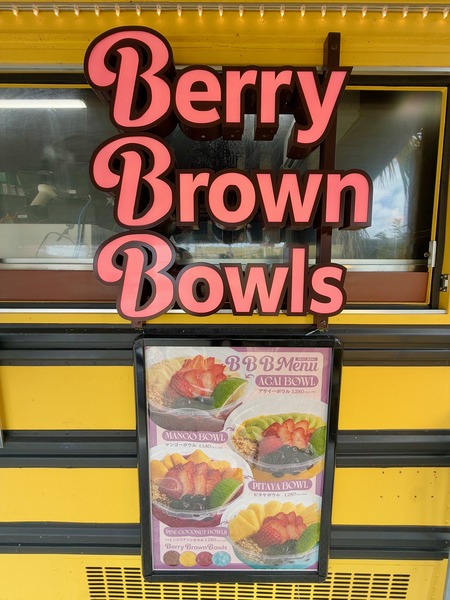 Berry
Brown
Bowls
BBB Menu
ACAI BOWL
アサイーボウル
MANGO BOWL
マンゴーボウル
PITAYA BOWL
ピタヤボウル
PINE COCONUT BOWLS
Berry Brown Bowls